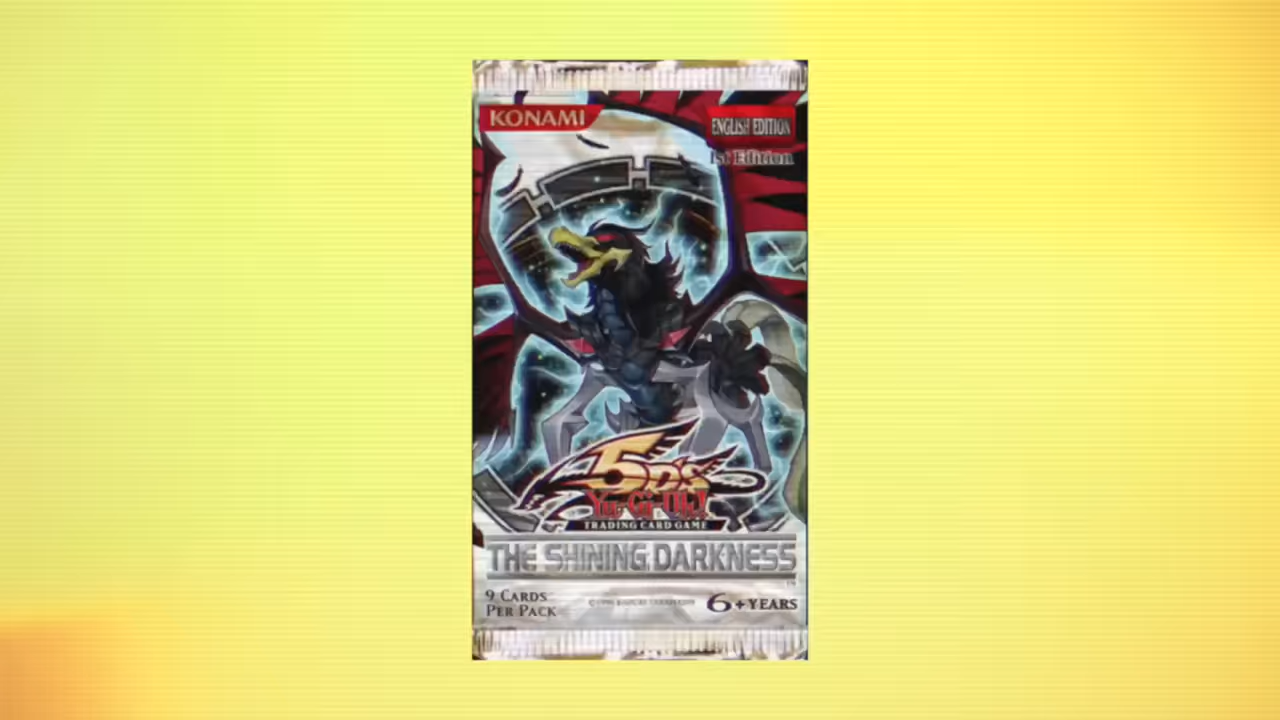 KONAMI
ENGLISH EDITION
1st Edition
5D's
Yu-Gi-Oh!
TRADING CARD GAME
THE SHINING DARKNESS
TM
9 CARDS
PER PACK
6+YEARS